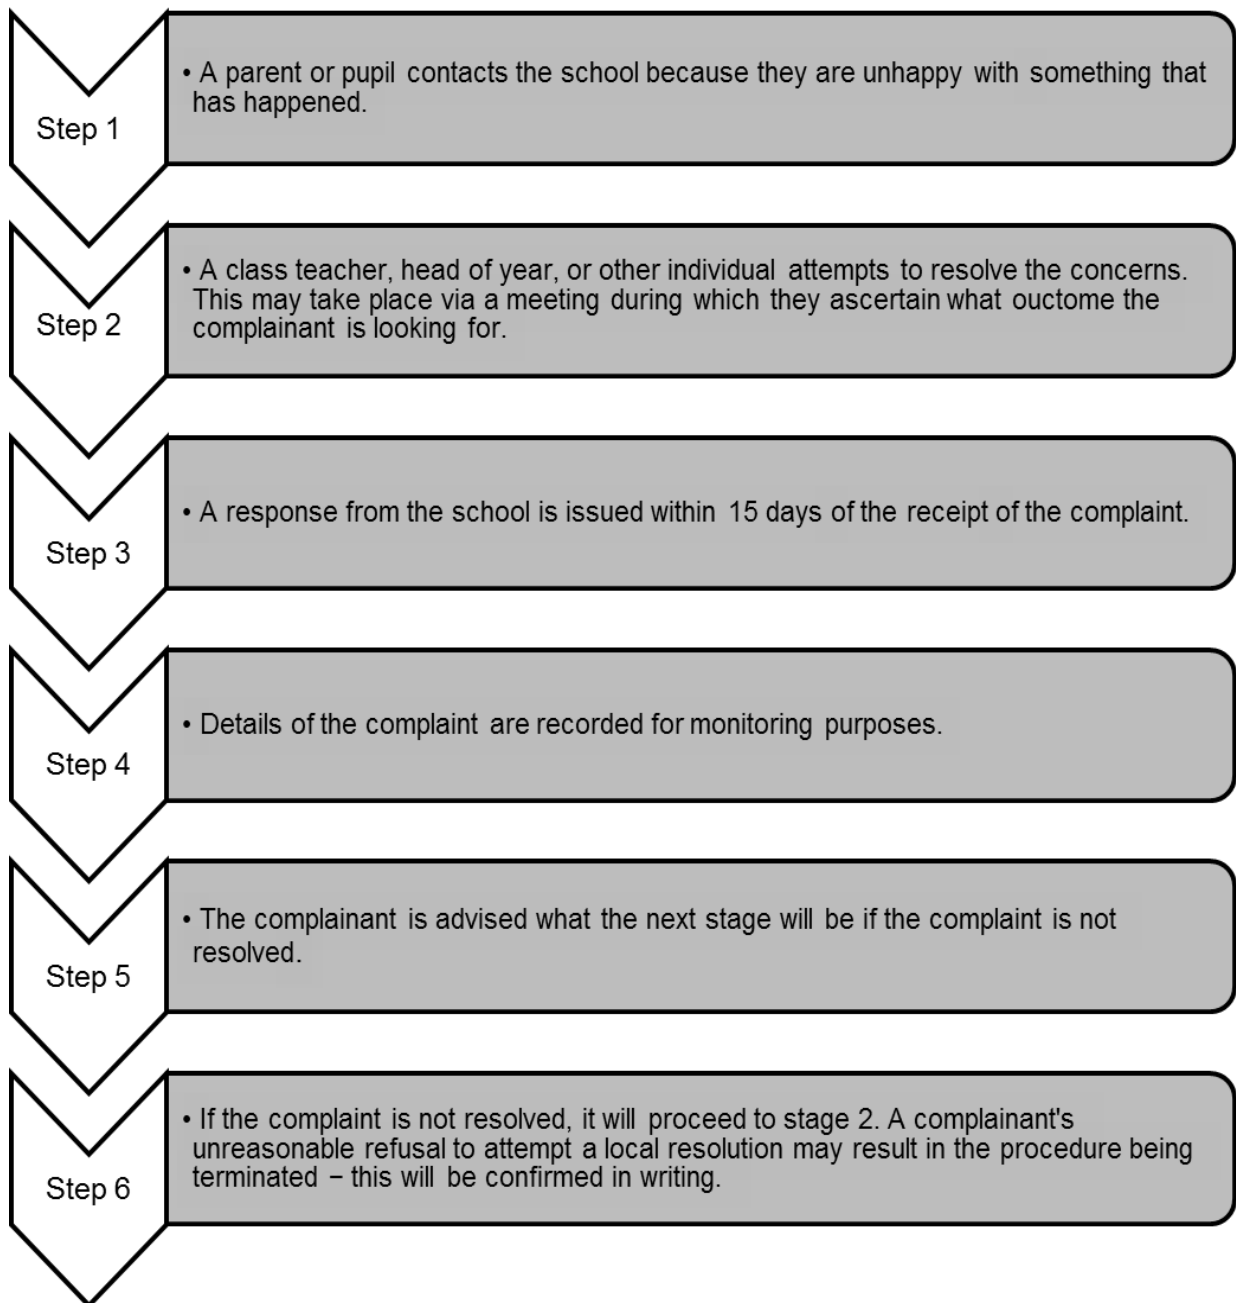 Step 1
• A parent or pupil contacts the school because they are unhappy with something that
has happened.
Step 2
• A class teacher, head of year, or other individual attempts to resolve the concerns.
This may take place via a meeting during which they ascertain what ouctome the
complainant is looking for.
Step 3
• A response from the school is issued within 15 days of the receipt of the complaint.
Step 4
• Details of the complaint are recorded for monitoring purposes.
Step 5
• The complainant is advised what the next stage will be if the complaint is not
resolved.
Step 6
• If the complaint is not resolved, it will proceed to stage 2. A complainant's
unreasonable refusal to attempt a local resolution may result in the procedure being
terminated – this will be confirmed in writing.